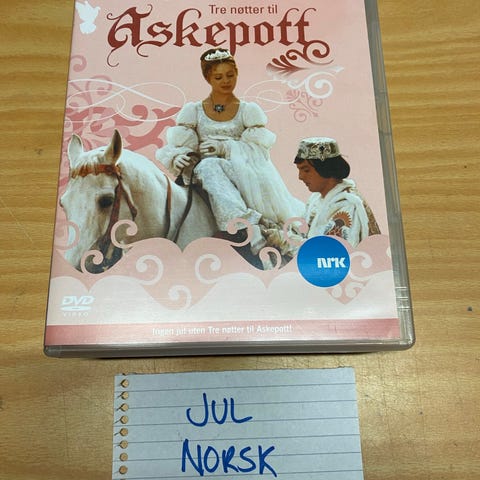 Tre nøtter til
Askepott
nrk
DVD
VIDEO
Ingen jul uten Tre nøtter til Askepott!
JUL
NORSK